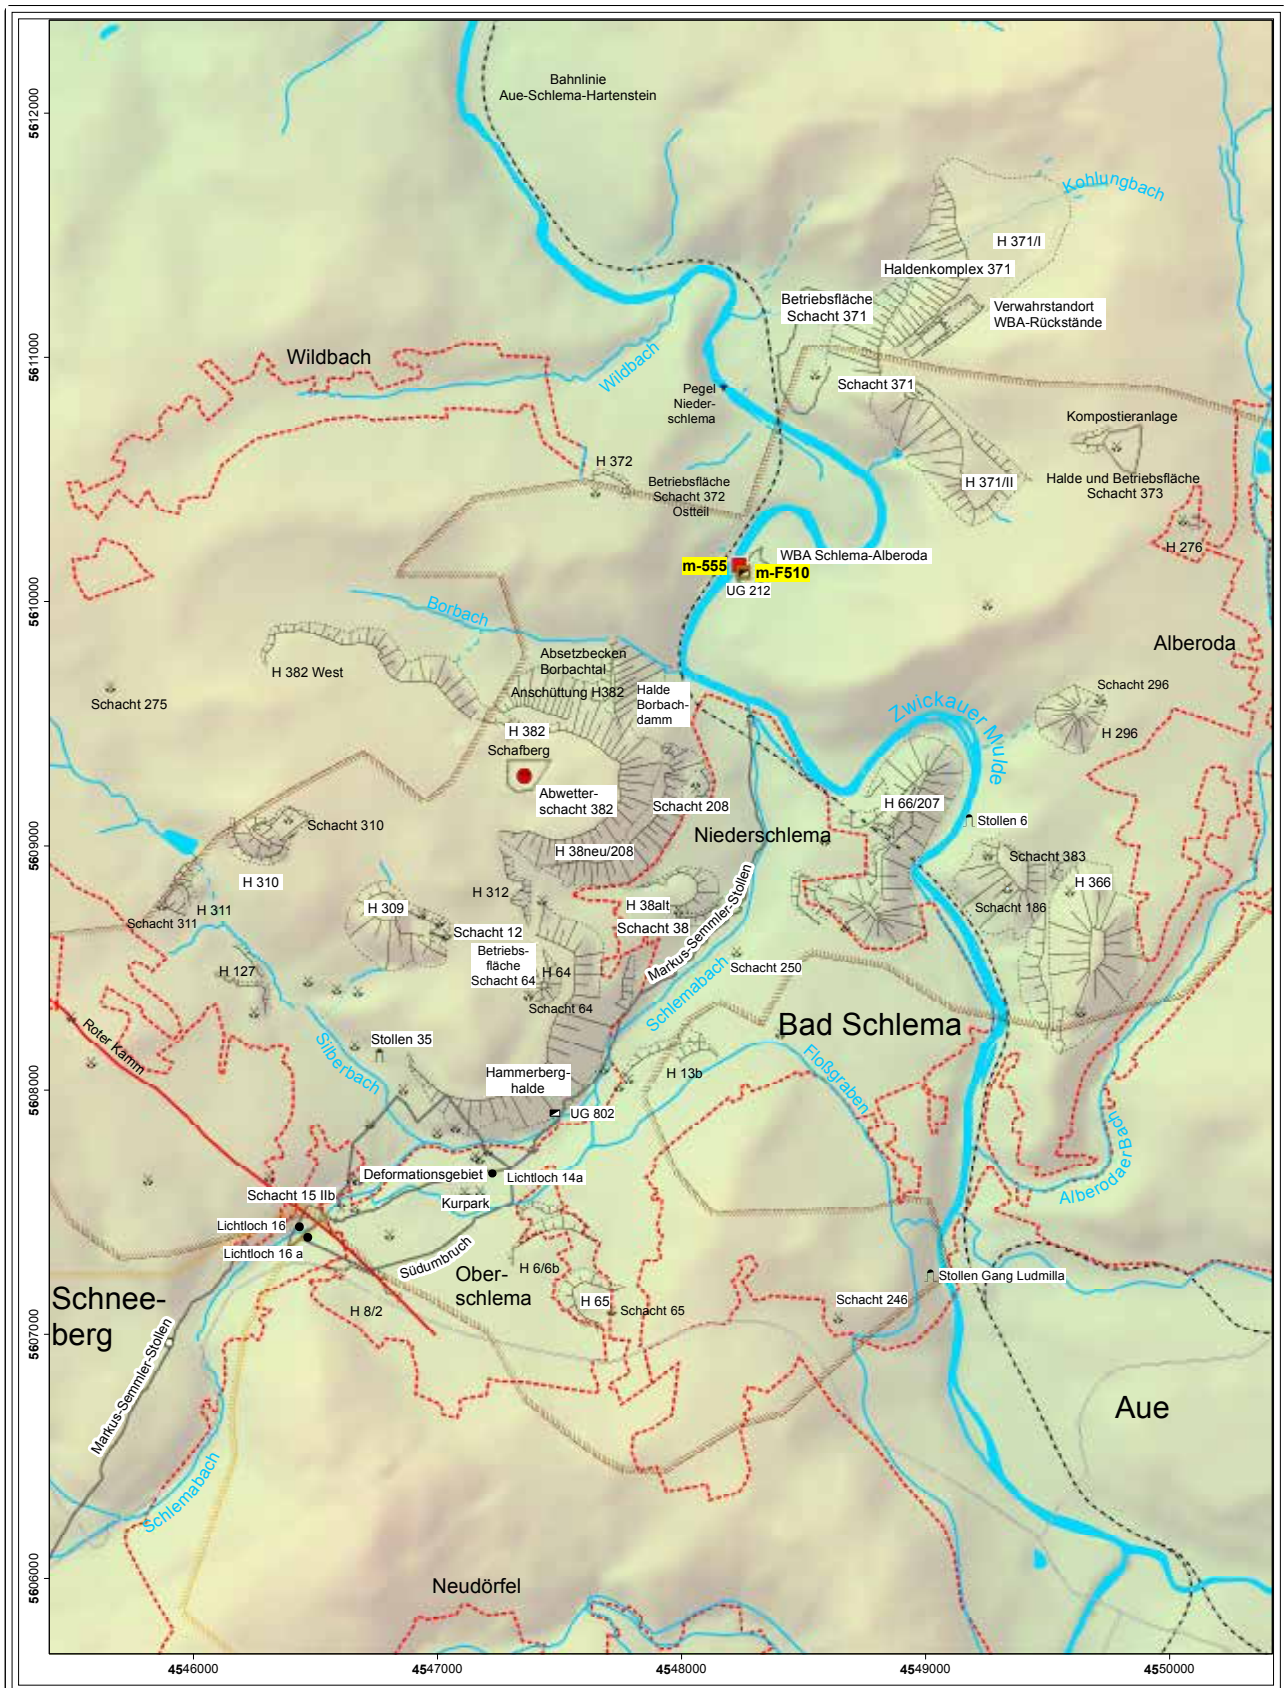 Bahnlinie
Aue-Schlema-Hartenstein
5612000
Kohlungbach
H 371/I
Haldenkomplex 371
Betriebsfläche
Schacht 371
Verwahrstandort
WBA-Rückstände
Wildbach
5611000
Wildbach
Pegel
Nieder-
schlema
Schacht 371
Kompostieranlage
H 372
Betriebsfläche
Schacht 372
Ostteil
H 371/II
Halde und Betriebsfläche
Schacht 373
H 276
WBA Schlema-Alberoda
m-555
m-F510
UG 212
5610000
Borbach
Alberoda
Absetzbecken
Borbachtal
H 382 West
Anschüttung H382
Halde
Borbach-
damm
Schacht 275
Schacht 296
H 296
Zwickauer Mulde
H 382
Schafberg
Abwetter-
schacht 382
Schacht 208
H 66/207
Stollen 6
Schacht 310
Niederschlema
5609000
H 38neu/208
Schacht 383
H 310
H 312
H 38alt
H 366
H 311
Schacht 311
H 309
Schacht 186
Schacht 12
Schacht 38
Markus-Semmler-Stollen
Betriebs-
fläche
Schacht 64
H 64
Schacht 250
H 127
Schacht 64
Schlemabach
Roter Kamm
Bad Schlema
Stollen 35
Silberbach
Floßgraben
Hammerberg-
halde
H 13b
5608000
UG 802
Alberodaer Bach
Deformationsgebiet
Lichtloch 14a
Schacht 15 IIb
Kurpark
Lichtloch 16
Lichtloch 16 a
Südumbruch
H 6/6b
Ober-
schlema
Stollen Gang Ludmilla
Schnee-
berg
H 8/2
H 65
Schacht 65
Schacht 246
5607000
Markus-Semmler-Stollen
Aue
Schlemabach
5606000
Neudörfel
4546000
4547000
4548000
4549000
4550000